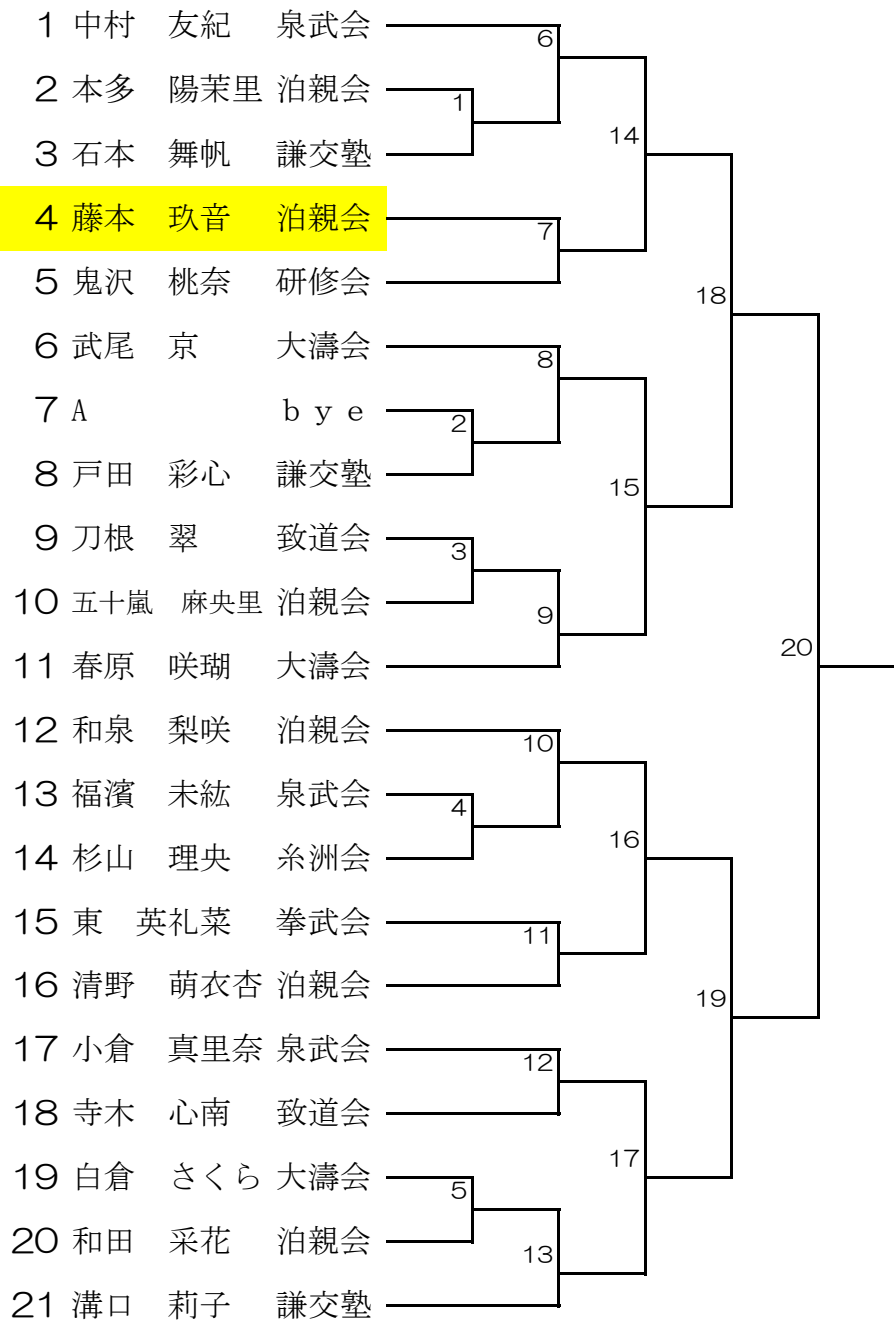 1 中村 友紀 泉武会
2 本多 陽茉里 泊親会
3 石本 舞帆 謙交塾
4 藤本 玖音 泊親会
5 鬼沢 桃奈 研修会
6 武尾 京 大濤会
7 A bye
8 戸田 彩心 謙交塾
9 刀根 翠 致道会
10 五十嵐 麻央里 泊親会
11 春原 咲瑚 大濤会
12 和泉 梨咲 泊親会
13 福濱 未紘 泉武会
14 杉山 理央 糸洲会
15 東 英礼菜 拳武会
16 清野 萌衣杏 泊親会
17 小倉 真里奈 泉武会
18 寺木 心南 致道会
19 白倉 さくら 大濤会
20 和田 采花 泊親会
21 溝口 莉子 謙交塾
1
2
3
4
5
6
7
8
9
10
11
12
13
14
15
16
17
18
19
20